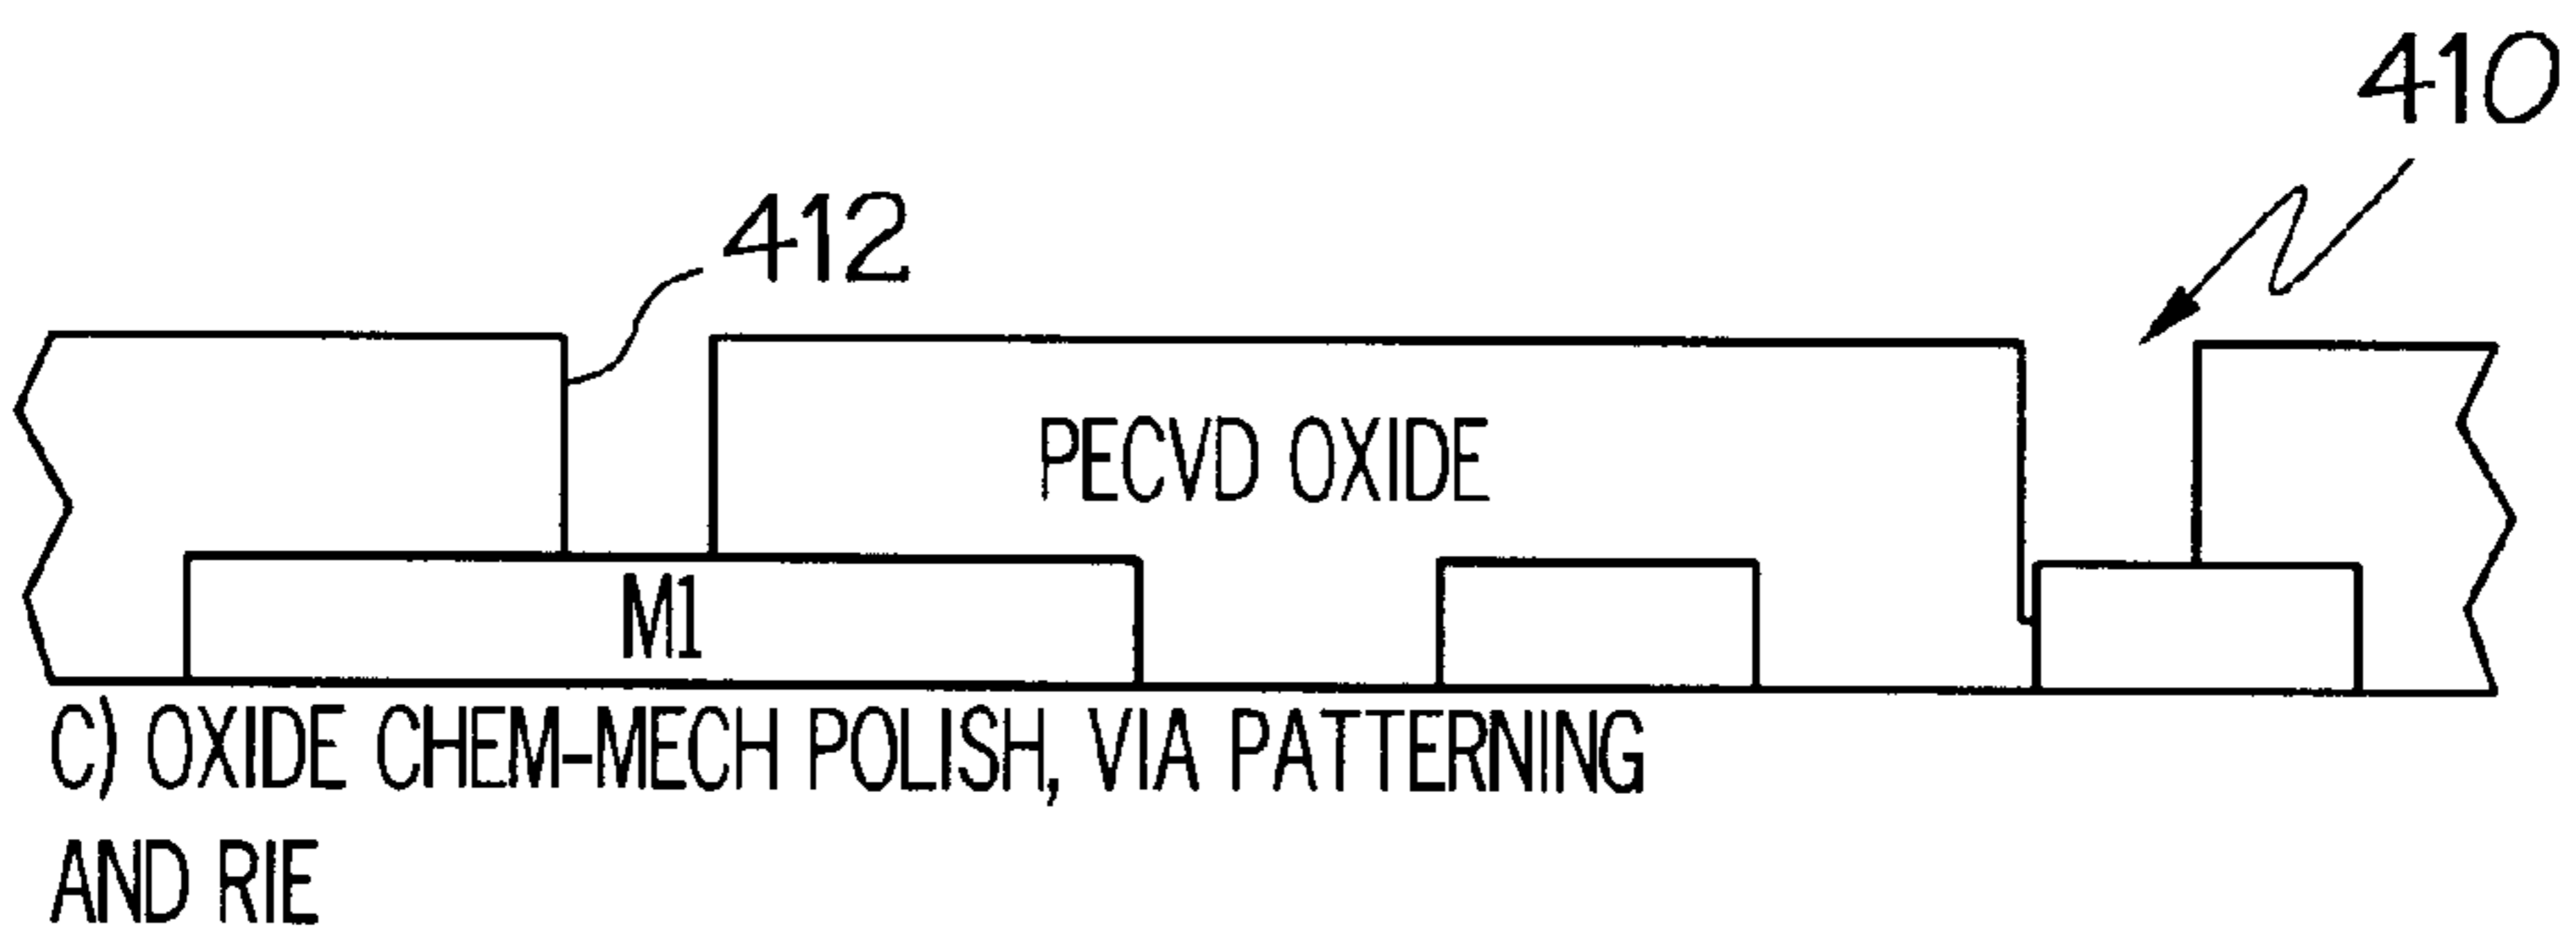 410
412
PECVD OXIDE
M1
C) OXIDE CHEM-MECH POLISH, VIA PATTERNING
AND RIE